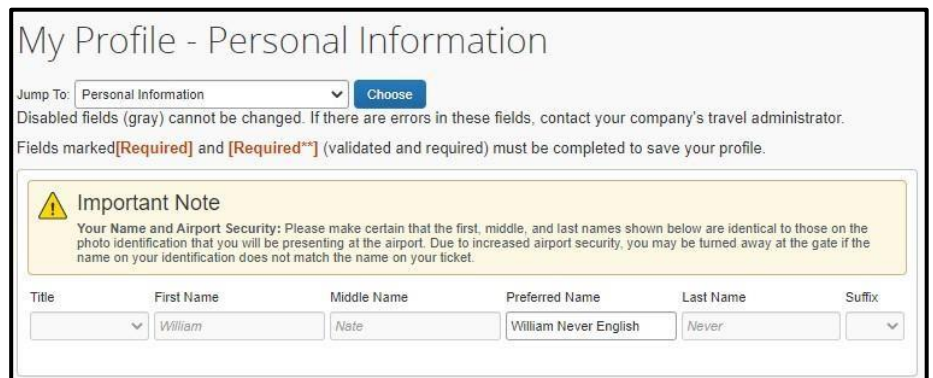 My Profile - Personal Information
Jump To: Personal Information Choose
Disabled fields (gray) cannot be changed. If there are errors in these fields, contact your company's travel administrator.
Fields marked[Required] and [Required**] (validated and required) must be completed to save your profile.
Important Note
Your Name and Airport Security: Please make certain that the first, middle, and last names shown below are identical to those on the
photo identification that you will be presenting at the airport. Due to increased airport security, you may be turned away at the gate if the
name on your identification does not match the name on your ticket.
Title First Name Middle Name Preferred Name Last Name Suffix
William Nate William Never English Never